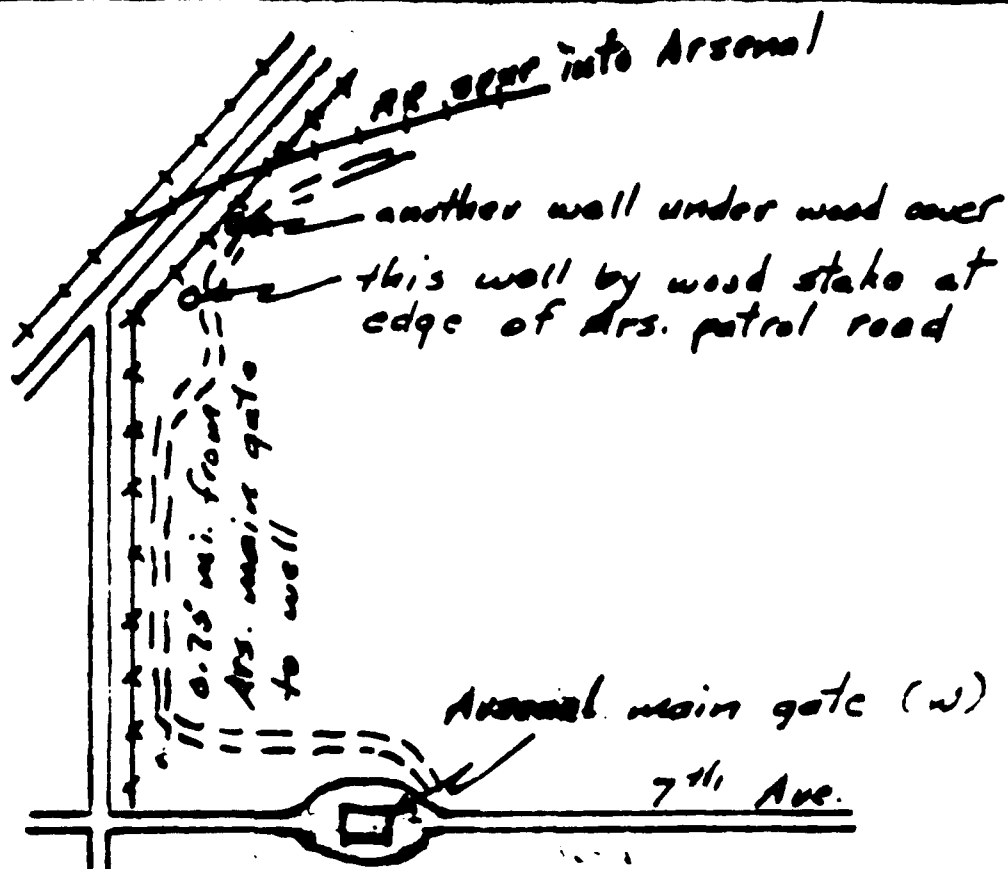 RR spur into Arsenal
another well under wood cover
this well by wood stake at
edge of Ars. patrol road
0.75 mi. from
Ars. main gate
to well
Arsenal main gate (w)
7th Ave.